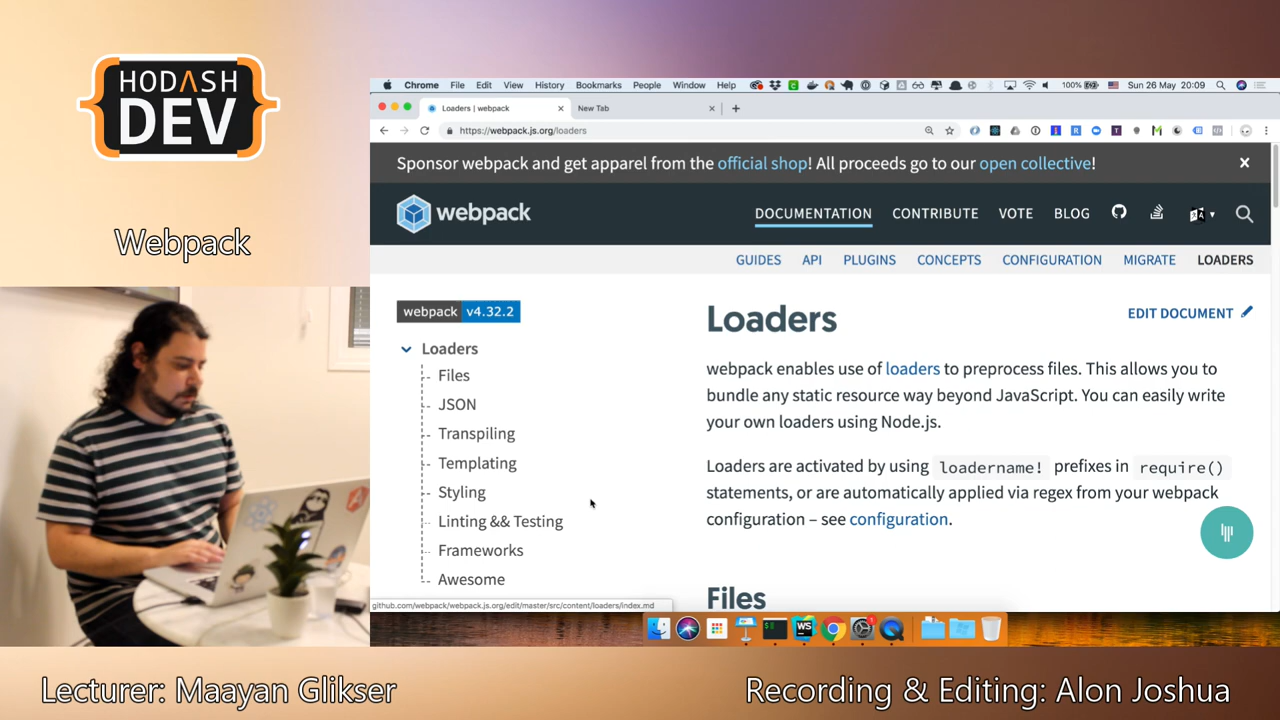 HODASH
DEV
Webpack
Chrome File Edit View History Bookmarks People Window Help 100% Sun 26 May 20:09
Loaders | webpack
New Tab
https://webpack.js.org/loaders
Sponsor webpack and get apparel from the official shop! All proceeds go to our open collective!
webpack
DOCUMENTATION CONTRIBUTE VOTE BLOG
GUIDES API PLUGINS CONCEPTS CONFIGURATION MIGRATE LOADERS
webpack v4.32.2
Loaders
Files
JSON
Transpiling
Templating
Styling
Linting && Testing
Frameworks
Awesome
Loaders
EDIT DOCUMENT
webpack enables use of loaders to preprocess files. This allows you to
bundle any static resource way beyond JavaScript. You can easily write
your own loaders using Node.js.
Loaders are activated by using loadername! prefixes in require()
statements, or are automatically applied via regex from your webpack
configuration – see configuration.
Files
github.com/webpack/webpack.js.org/edit/master/src/content/loaders/index.md
WS
Lecturer: Maayan Glikser
Recording & Editing: Alon Joshua